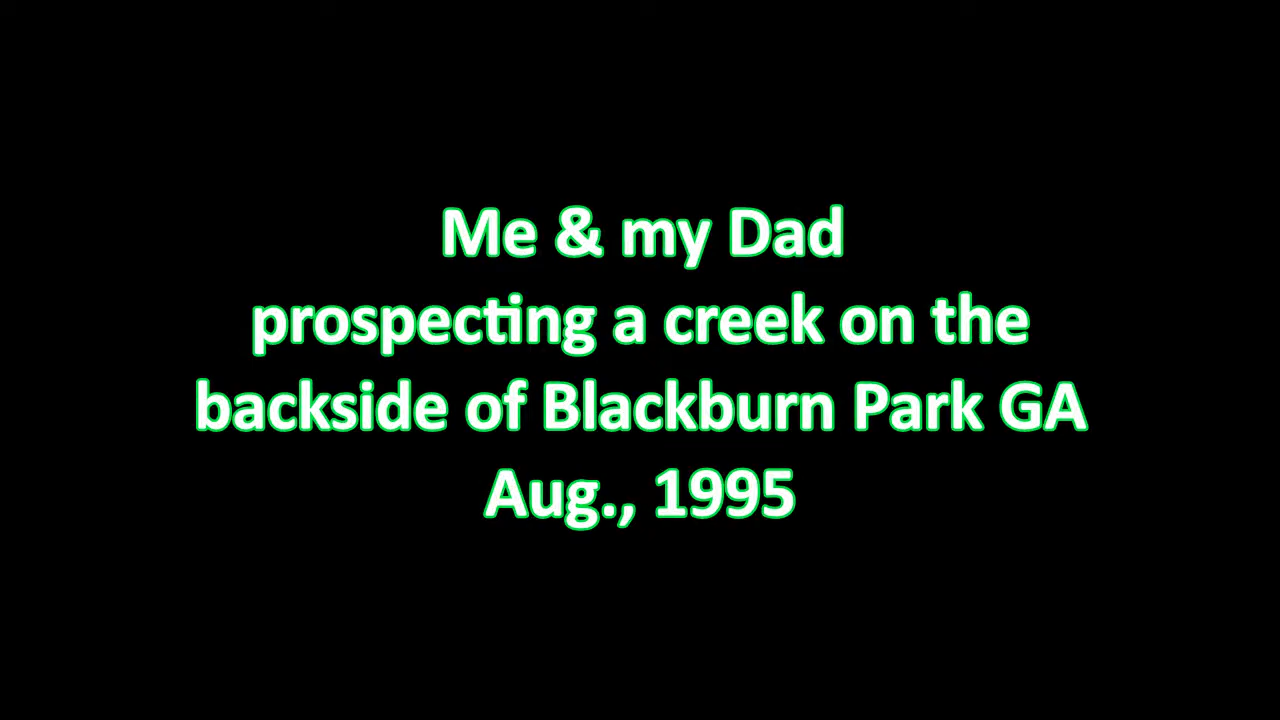 Me & my Dad
prospecting a creek on the
backside of Blackburn Park GA
Aug., 1995